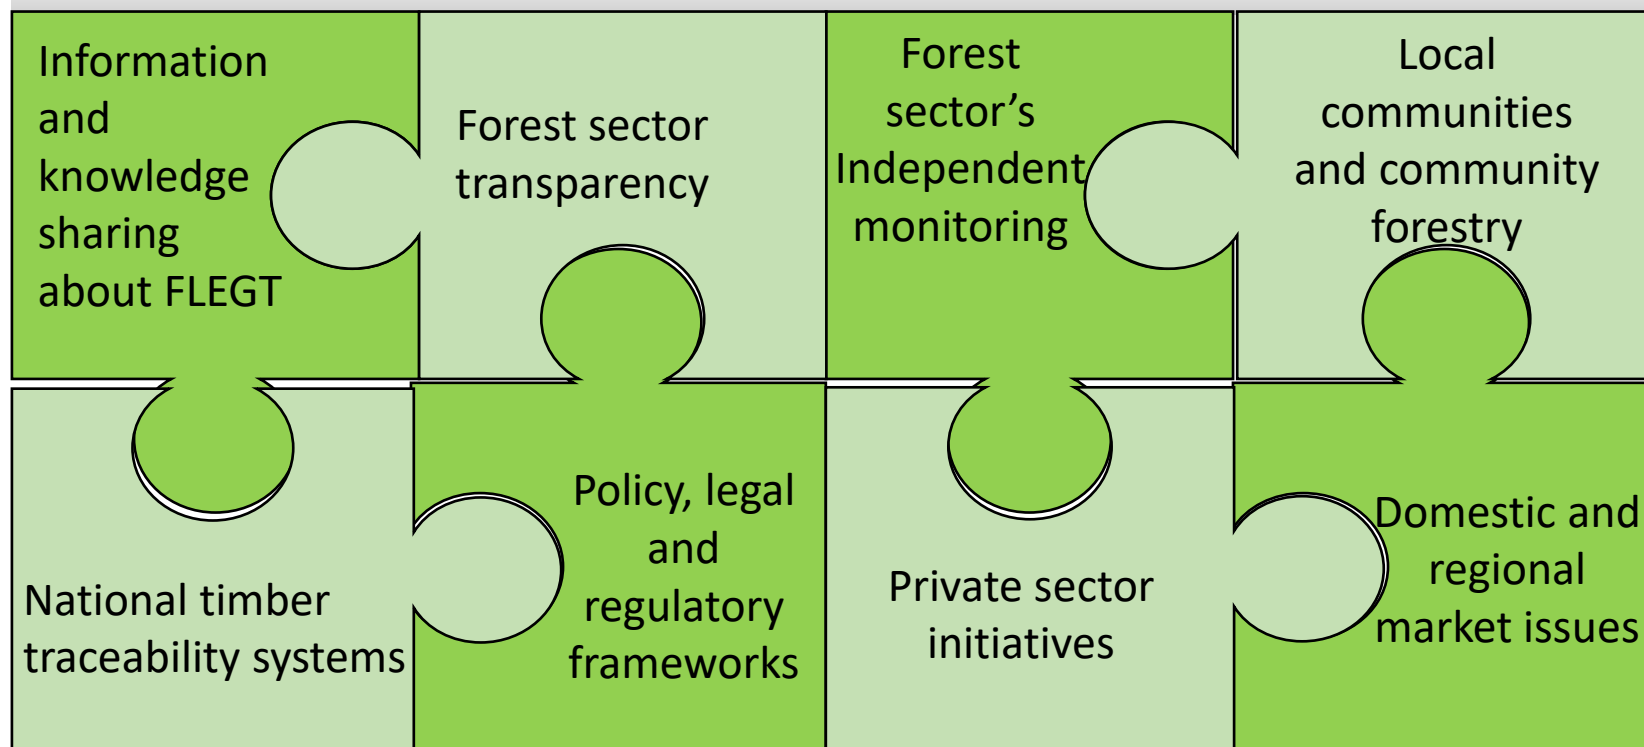 Information
and
knowledge
sharing
about FLEGT
Forest sector
transparency
Forest
sector’s
Independent
monitoring
Local
communities
and community
forestry
National timber
traceability systems
Policy, legal
and
regulatory
frameworks
Private sector
initiatives
Domestic and
regional
market issues